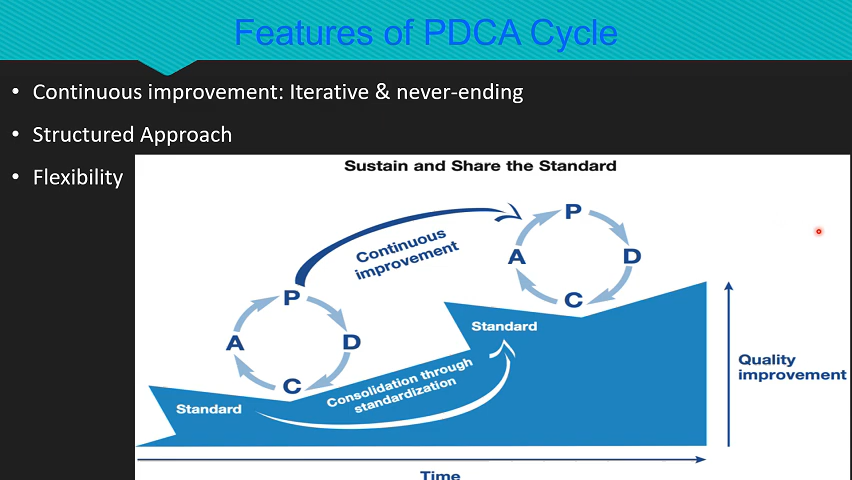 Features of PDCA Cycle
• Continuous improvement: Iterative & never-ending
• Structured Approach
• Flexibility
Sustain and Share the Standard
P
D
C
A
Continuous
improvement
P
D
C
A
Standard
Consolidation through
standardization
Standard
Quality
improvement
Time